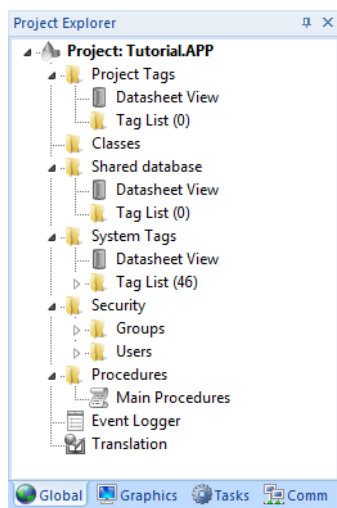 Project Explorer
Project: Tutorial.APP
Project Tags
Datasheet View
Tag List (0)
Classes
Shared database
Datasheet View
Tag List (0)
System Tags
Datasheet View
Tag List (46)
Security
Groups
Users
Procedures
Main Procedures
Event Logger
Translation
Global Graphics Tasks Comm